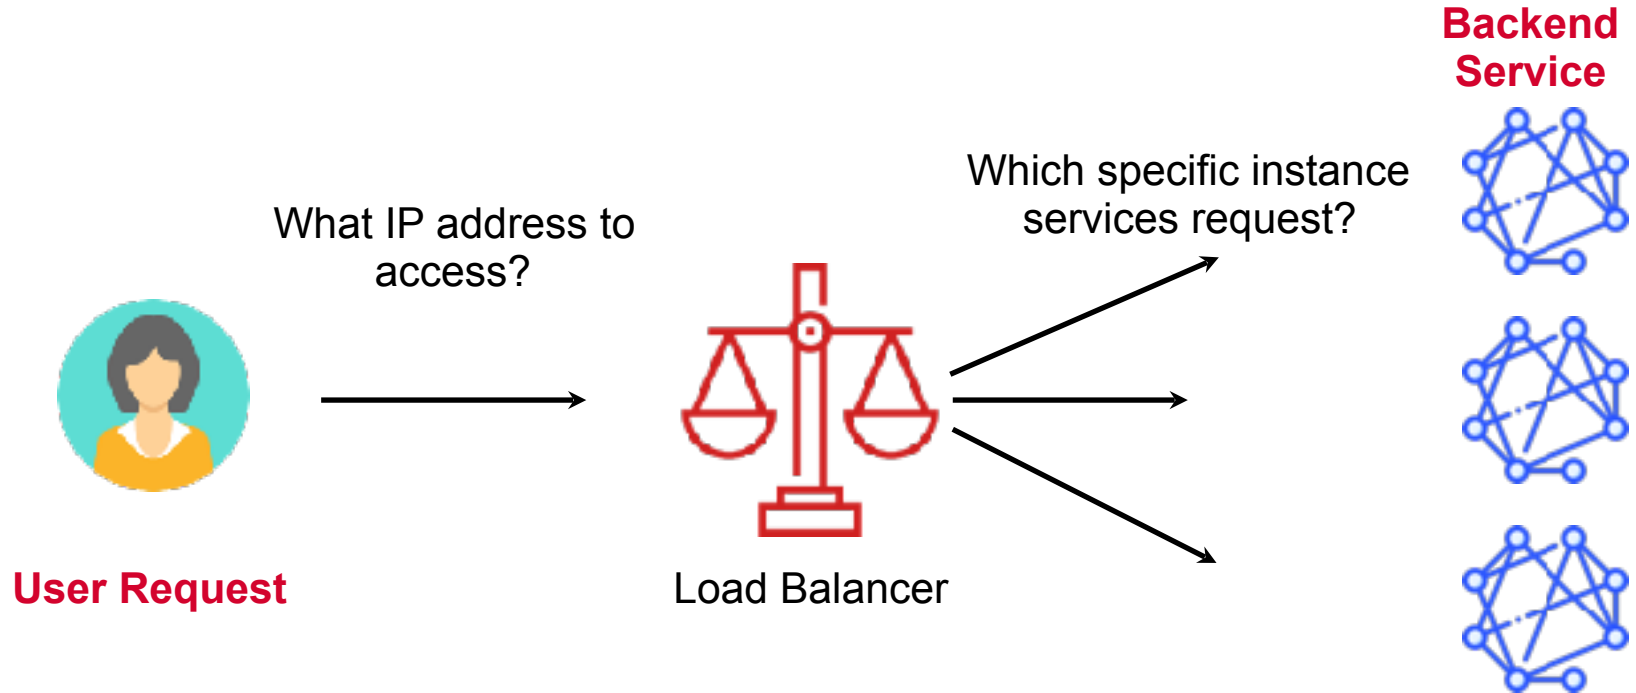 Backend
Service
Which specific instance
services request?
What IP address to
access?
User Request
Load Balancer